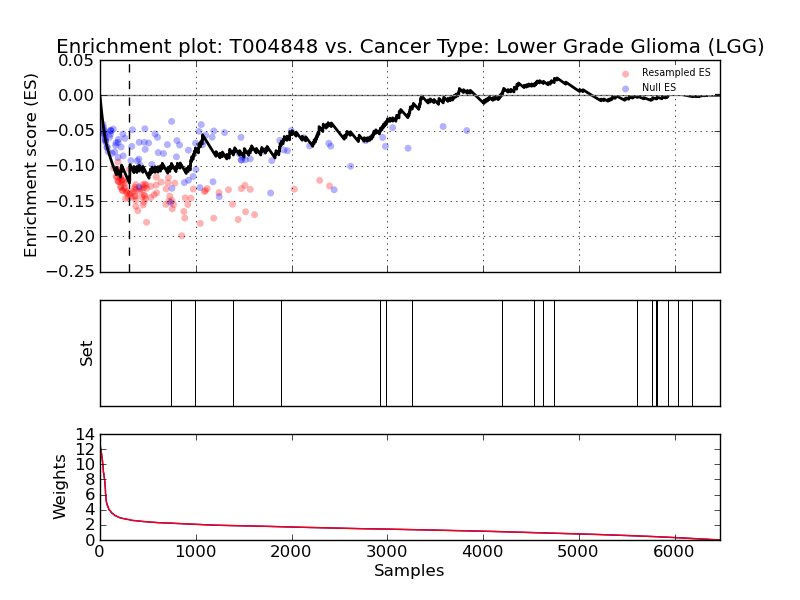 Enrichment plot: T004848 vs. Cancer Type: Lower Grade Glioma (LGG)
0.05
0.00
−0.05
−0.10
−0.15
−0.20
−0.25
Enrichment score (ES)
Resampled ES
Null ES
Set
14
12
10
8
6
4
2
0
Weights
0 1000 2000 3000 4000 5000 6000
Samples